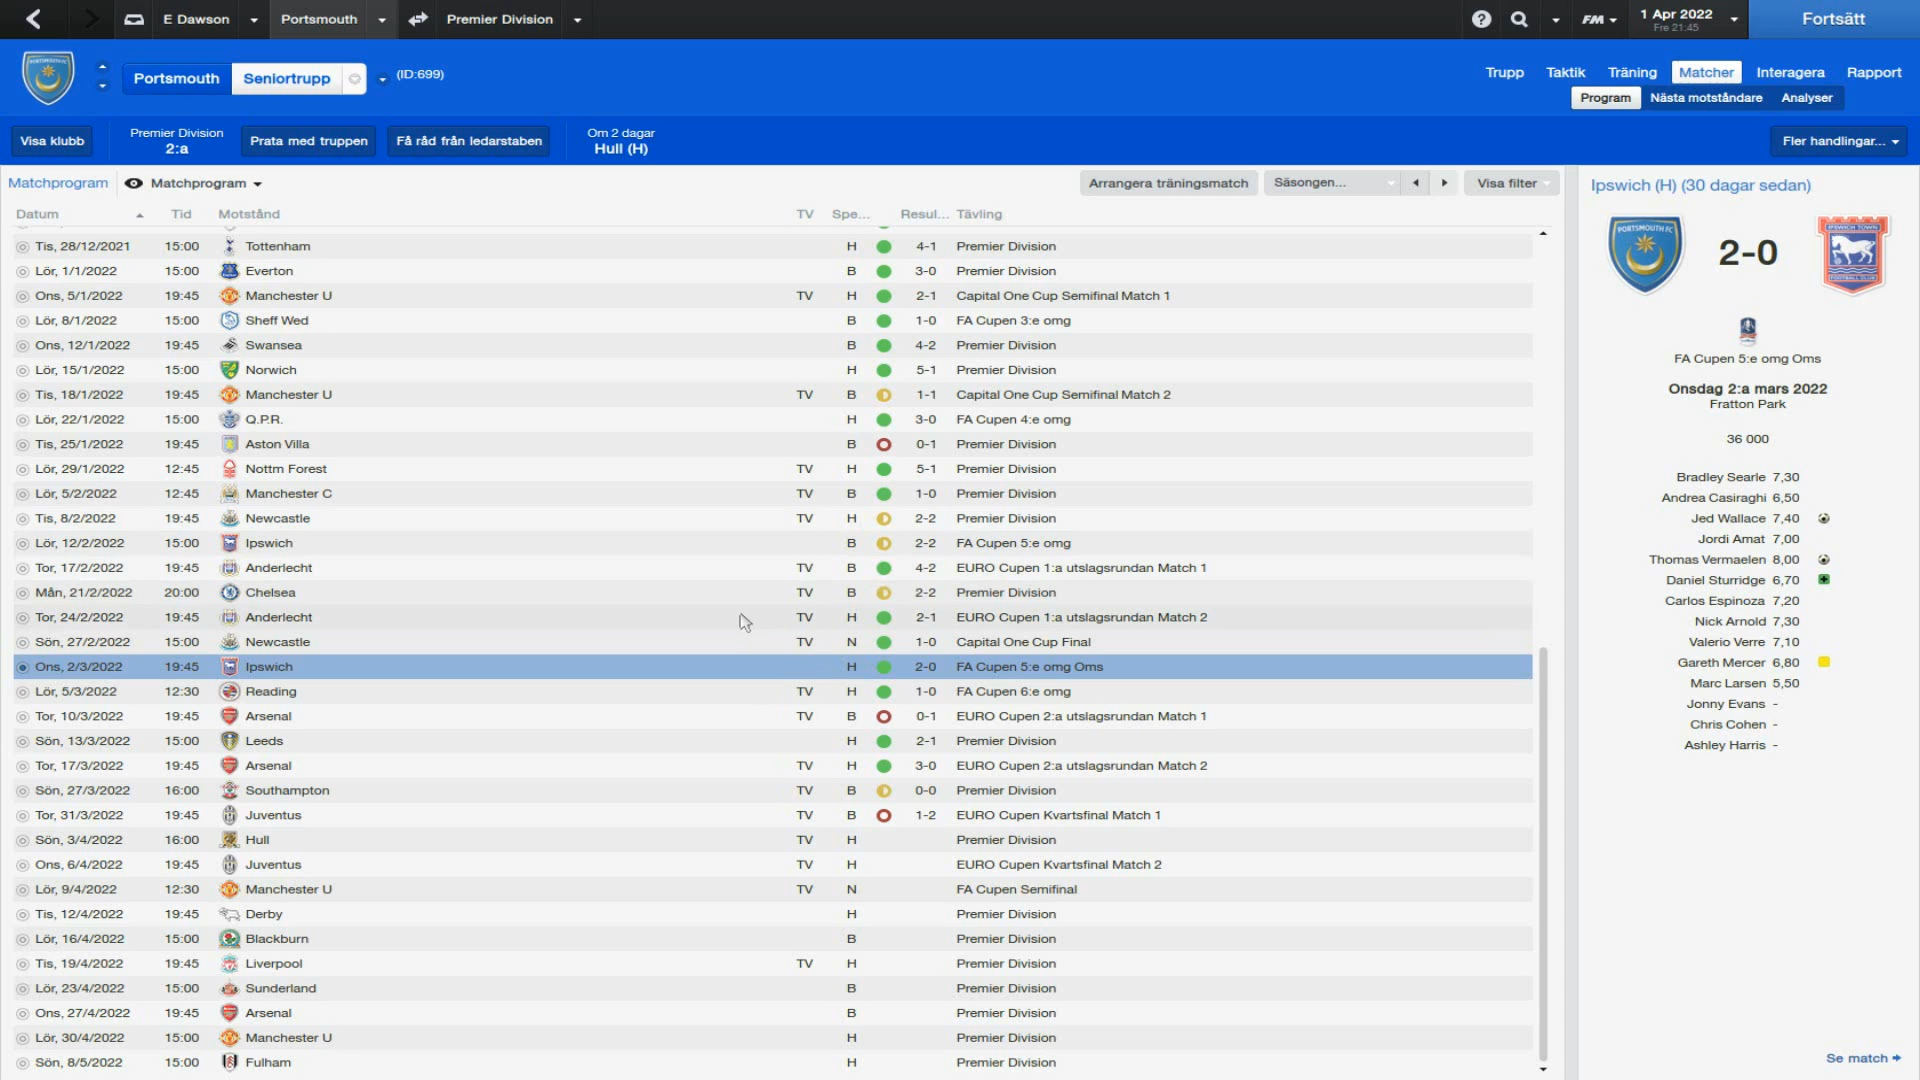 E Dawson Portsmouth Premier Division ? FM 1 Apr 2022 Fre 21:45 Fortsätt
PORTSMOUTH FC Portsmouth Seniortrupp (ID:699)
Trupp Taktik Träning Matcher Interagera Rapport
Program Nästa motståndare Analyser
Visa klubb Premier Division 2:a Prata med truppen Få råd från ledarstaben Om 2 dagar Hull (H) Fler handlingar...
Matchprogram Matchprogram Arrangera träningsmatch Säsongen... Visa filter
Datum Tid Motstånd TV Spe... Resul... Tävling
Tis, 28/12/2021 15:00 Tottenham H 4-1 Premier Division
Lör, 1/1/2022 15:00 Everton B 3-0 Premier Division
Ons, 5/1/2022 19:45 Manchester U TV H 2-1 Capital One Cup Semifinal Match 1
Lör, 8/1/2022 15:00 Sheff Wed B 1-0 FA Cupen 3:e omg
Ons, 12/1/2022 19:45 Swansea B 4-2 Premier Division
Lör, 15/1/2022 15:00 Norwich H 5-1 Premier Division
Tis, 18/1/2022 19:45 Manchester U TV B 1-1 Capital One Cup Semifinal Match 2
Lör, 22/1/2022 15:00 Q.P.R. H 3-0 FA Cupen 4:e omg
Tis, 25/1/2022 19:45 Aston Villa B 0-1 Premier Division
Lör, 29/1/2022 12:45 Nottm Forest TV H 5-1 Premier Division
Lör, 5/2/2022 12:45 Manchester C TV B 1-0 Premier Division
Tis, 8/2/2022 19:45 Newcastle TV H 2-2 Premier Division
Lör, 12/2/2022 15:00 Ipswich B 2-2 FA Cupen 5:e omg
Tor, 17/2/2022 19:45 Anderlecht TV B 4-2 EURO Cupen 1:a utslagsrundan Match 1
Mån, 21/2/2022 20:00 Chelsea TV B 2-2 Premier Division
Tor, 24/2/2022 19:45 Anderlecht TV H 2-1 EURO Cupen 1:a utslagsrundan Match 2
Sön, 27/2/2022 15:00 Newcastle TV N 1-0 Capital One Cup Final
Ons, 2/3/2022 19:45 Ipswich H 2-0 FA Cupen 5:e omg Oms
Lör, 5/3/2022 12:30 Reading TV H 1-0 FA Cupen 6:e omg
Tor, 10/3/2022 19:45 Arsenal TV B 0-1 EURO Cupen 2:a utslagsrundan Match 1
Sön, 13/3/2022 15:00 Leeds H 2-1 Premier Division
Tor, 17/3/2022 19:45 Arsenal TV H 3-0 EURO Cupen 2:a utslagsrundan Match 2
Sön, 27/3/2022 16:00 Southampton TV B 0-0 Premier Division
Tor, 31/3/2022 19:45 Juventus TV B 1-2 EURO Cupen Kvartsfinal Match 1
Sön, 3/4/2022 16:00 Hull TV H Premier Division
Ons, 6/4/2022 19:45 Juventus TV H EURO Cupen Kvartsfinal Match 2
Lör, 9/4/2022 12:30 Manchester U TV N FA Cupen Semifinal
Tis, 12/4/2022 19:45 Derby H Premier Division
Lör, 16/4/2022 15:00 Blackburn B Premier Division
Tis, 19/4/2022 19:45 Liverpool TV H Premier Division
Lör, 23/4/2022 15:00 Sunderland B Premier Division
Ons, 27/4/2022 19:45 Arsenal B Premier Division
Lör, 30/4/2022 15:00 Manchester U H Premier Division
Sön, 8/5/2022 15:00 Fulham H Premier Division
Ipswich (H) (30 dagar sedan)
PORTSMOUTH FC 2-0 IPSWICH TOWN FOOTBALL CLUB
FA Cupen 5:e omg Oms
Onsdag 2:a mars 2022
Fratton Park
36 000
Bradley Searle 7,30
Andrea Casiraghi 6,50
Jed Wallace 7,40
Jordi Amat 7,00
Thomas Vermaelen 8,00
Daniel Sturridge 6,70
Carlos Espinoza 7,20
Nick Arnold 7,30
Valerio Verre 7,10
Gareth Mercer 6,80
Marc Larsen 5,50
Jonny Evans -
Chris Cohen -
Ashley Harris -
Se match